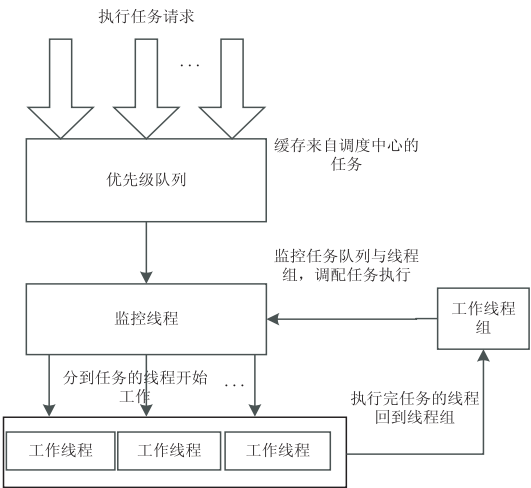 执行任务请求
...
优先级队列
缓存来自调度中心的
任务
监控任务队列与线程
组，调配任务执行
监控线程
工作线程
组
分到任务的线程开始
工作
...
执行完任务的线程
回到线程组
工作线程
工作线程
工作线程